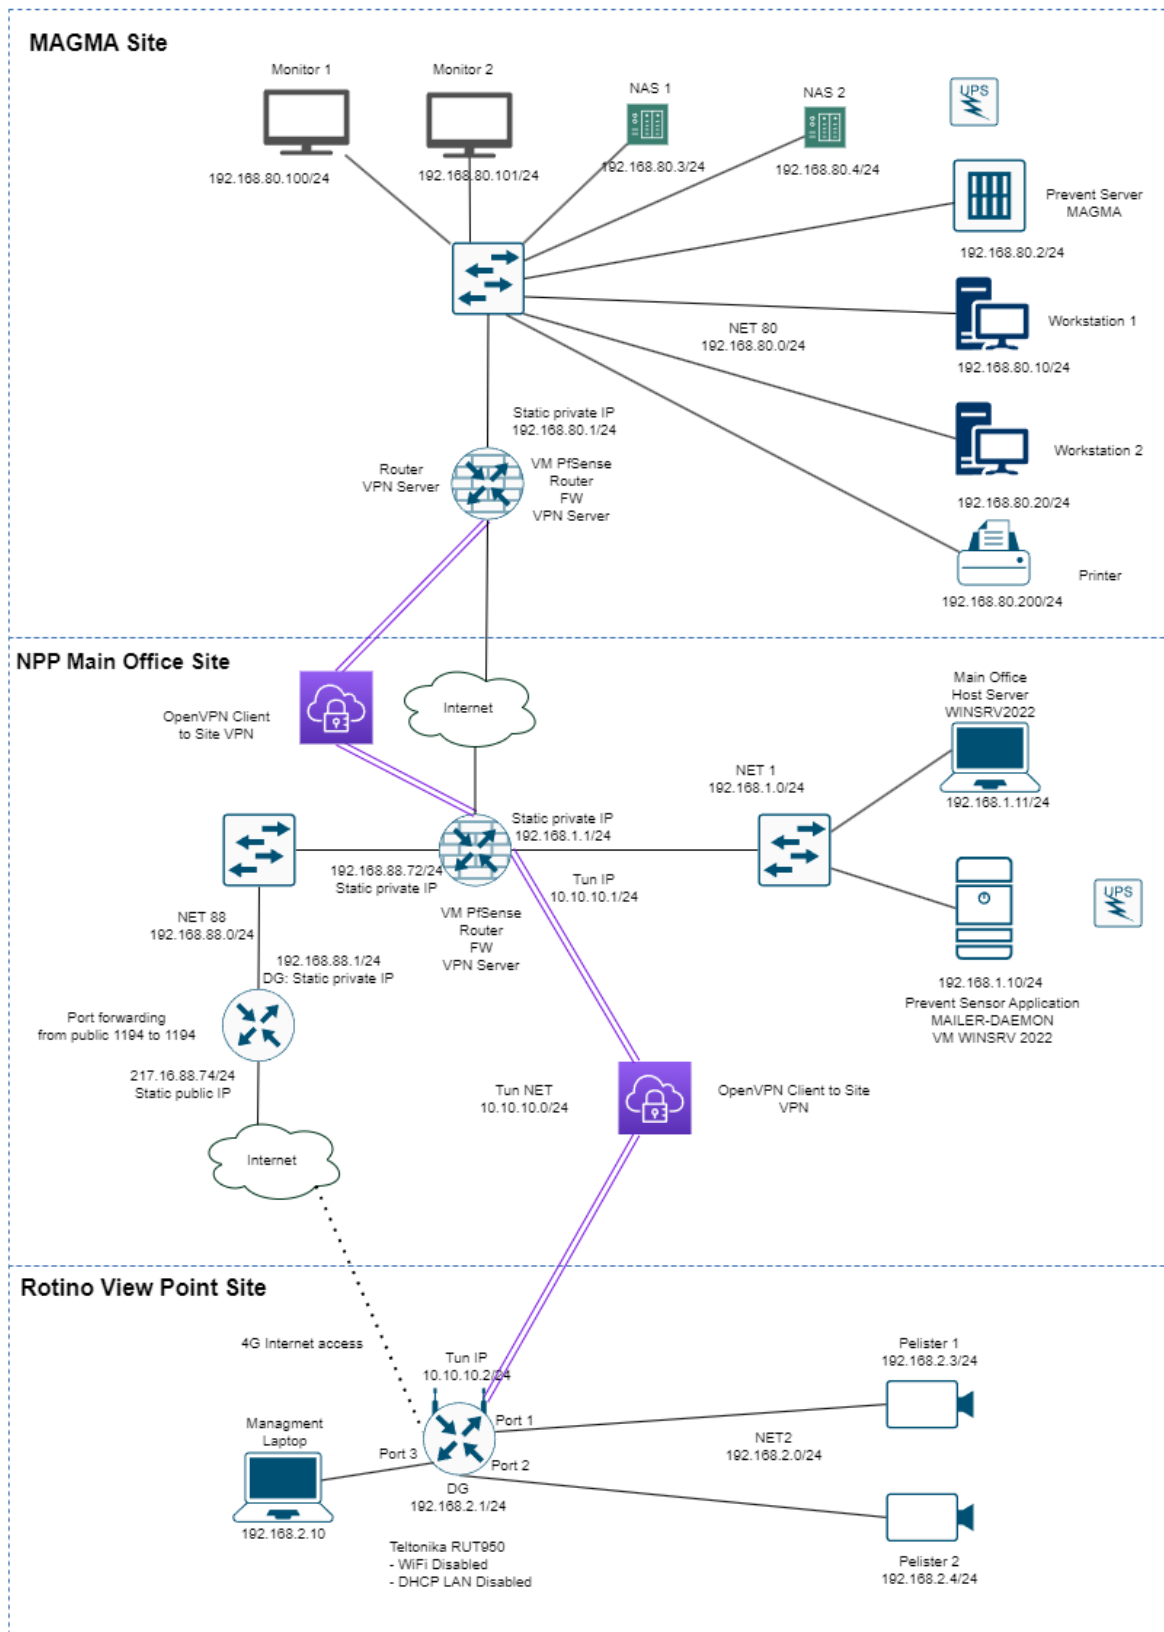 MAGMA Site
Monitor 1
Monitor 2
NAS 1
NAS 2
UPS
192.168.80.100/24
192.168.80.101/24
192.168.80.3/24
192.168.80.4/24
Prevent Server
MAGMA
192.168.80.2/24
NET 80
192.168.80.0/24
Workstation 1
192.168.80.10/24
Static private IP
192.168.80.1/24
Router
VPN Server
VM PfSense
Router
FW
VPN Server
Workstation 2
192.168.80.20/24
Printer
192.168.80.200/24
NPP Main Office Site
OpenVPN Client
to Site VPN
Internet
Main Office
Host Server
WINSRV2022
192.168.1.11/24
NET 1
192.168.1.0/24
Static private IP
192.168.1.1/24
192.168.88.72/24
Static private IP
Tun IP
10.10.10.1/24
VM PfSense
Router
FW
VPN Server
UPS
NET 88
192.168.88.0/24
192.168.88.1/24
DG: Static private IP
192.168.1.10/24
Prevent Sensor Application
MAILER-DAEMON
VM WINSRV 2022
Port forwarding
from public 1194 to 1194
217.16.88.74/24
Static public IP
Tun NET
10.10.10.0/24
OpenVPN Client to Site
VPN
Internet
Rotino View Point Site
4G Internet access
Tun IP
10.10.10.2/24
Pelister 1
192.168.2.3/24
Managment
Laptop
Port 3
Port 1
Port 2
NET2
192.168.2.0/24
192.168.2.10
DG
192.168.2.1/24
Teltonika RUT950
- WiFi Disabled
- DHCP LAN Disabled
Pelister 2
192.168.2.4/24